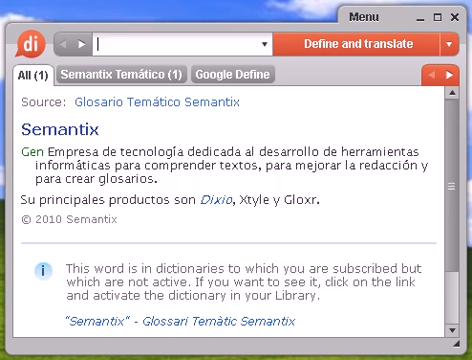 Menu
di
Define and translate
All (1) Semantix Temático (1) Google Define
Source: Glosario Temático Semantix
Semantix
Gen Empresa de tecnología dedicada al desarrollo de herramientas
informáticas para comprender textos, para mejorar la redacción y
para crear glosarios.
Su principales productos son Dixio, Xtyle y Gloxr.
© 2010 Semantix
i
This word is in dictionaries to which you are subscribed but
which are not active. If you want to see it, click on the link
and activate the dictionary in your Library.
"Semantix" - Glossari Temàtic Semantix